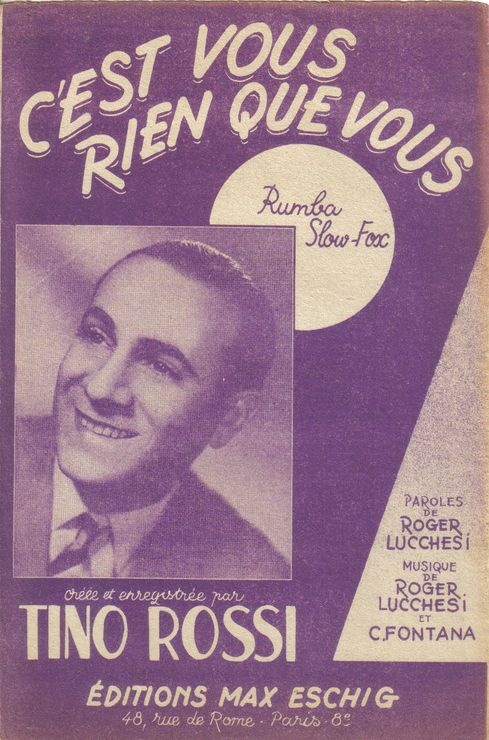 C'EST VOUS
RIEN QUE VOUS
Rumba
Slow-Fox
PAROLES
DE
ROGER
LUCCHESI
MUSIQUE
DE
ROGER
LUCCHESI
ET
C.FONTANA
créée et enregistrée par
TINO ROSSI
ÉDITIONS MAX ESCHIG
48, rue de Rome - Paris - 8e